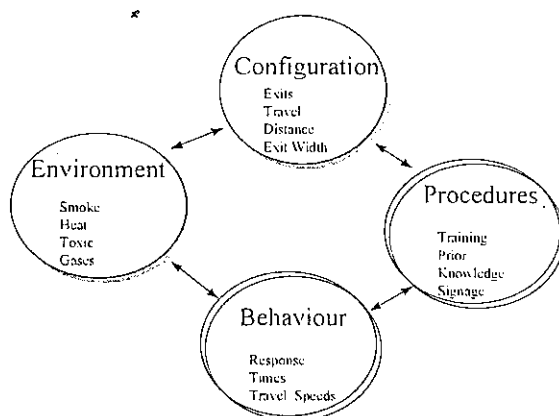 Configuration
Exits
Travel
Distance
Exit Width
Environment
Smoke
Heat
Toxic
Gases
Procedures
Training
Prior
Knowledge
Signage
Behaviour
Response
Times
Travel Speeds